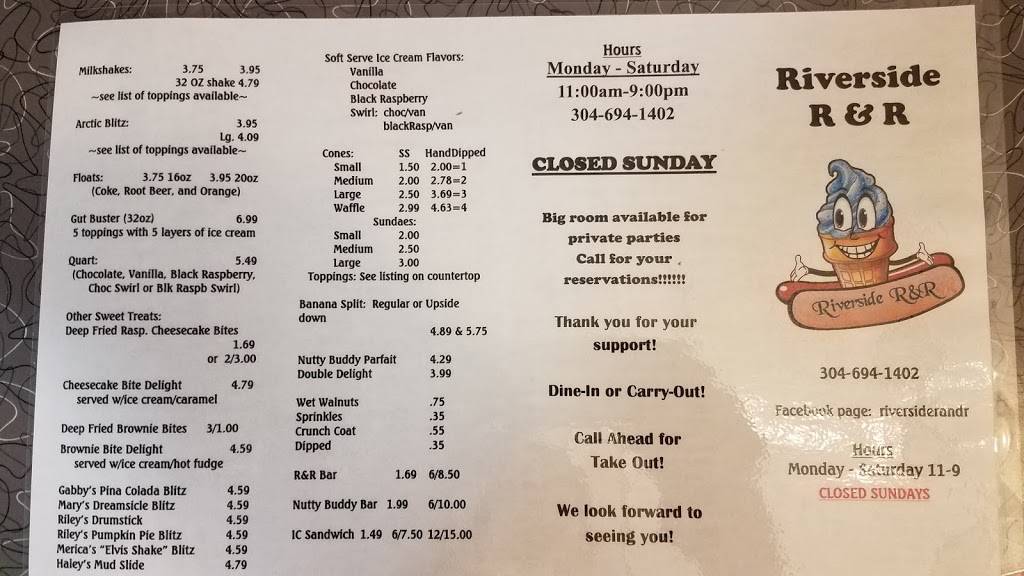 Milkshakes: 3.75 3.95
32 OZ shake 4.79
~see list of toppings available~
Arctic Blitz: 3.95
Lg. 4.09
~see list of toppings available~
Floats: 3.75 16oz 3.95 20oz
(Coke, Root Beer, and Orange)
Gut Buster (32oz) 6.99
5 toppings with 5 layers of ice cream
Quart: 5.49
(Chocolate, Vanilla, Black Raspberry,
Choc Swirl or Blk Raspb Swirl)
Other Sweet Treats:
Deep Fried Rasp. Cheesecake Bites
1.69
or 2/3.00
Cheesecake Bite Delight 4.79
served w/ice cream/caramel
Deep Fried Brownie Bites 3/1.00
Brownie Bite Delight 4.59
served w/ice cream/hot fudge
Gabby's Pina Colada Blitz 4.59
Mary's Dreamsicle Blitz 4.59
Riley's Drumstick 4.59
Riley's Pumpkin Pie Blitz 4.59
Merica's "Elvis Shake" Blitz 4.59
Haley's Mud Slide 4.79
Soft Serve Ice Cream Flavors:
Vanilla
Chocolate
Black Raspberry
Swirl: choc/van
blackRasp/van
Cones: SS HandDipped
Small 1.50 2.00=1
Medium 2.00 2.78=2
Large 2.50 3.69=3
Waffle 2.99 4.63=4
Sundaes:
Small 2.00
Medium 2.50
Large 3.00
Toppings: See listing on countertop
Banana Split: Regular or Upside
down
4.89 & 5.75
Nutty Buddy Parfait 4.29
Double Delight 3.99
Wet Walnuts .75
Sprinkles .35
Crunch Coat .55
Dipped .35
R&R Bar 1.69 6/8.50
Nutty Buddy Bar 1.99 6/10.00
IC Sandwich 1.49 6/7.50 12/15.00
Hours
Monday - Saturday
11:00am-9:00pm
304-694-1402
CLOSED SUNDAY
Big room available for
private parties
Call for your
reservations!!!!!!
Thank you for your
support!
Dine-In or Carry-Out!
Call Ahead for
Take Out!
We look forward to
seeing you!
Riverside
R & R
Riverside R&R
304-694-1402
Facebook page: riversiderandr
Hours
Monday - Saturday 11-9
CLOSED SUNDAYS